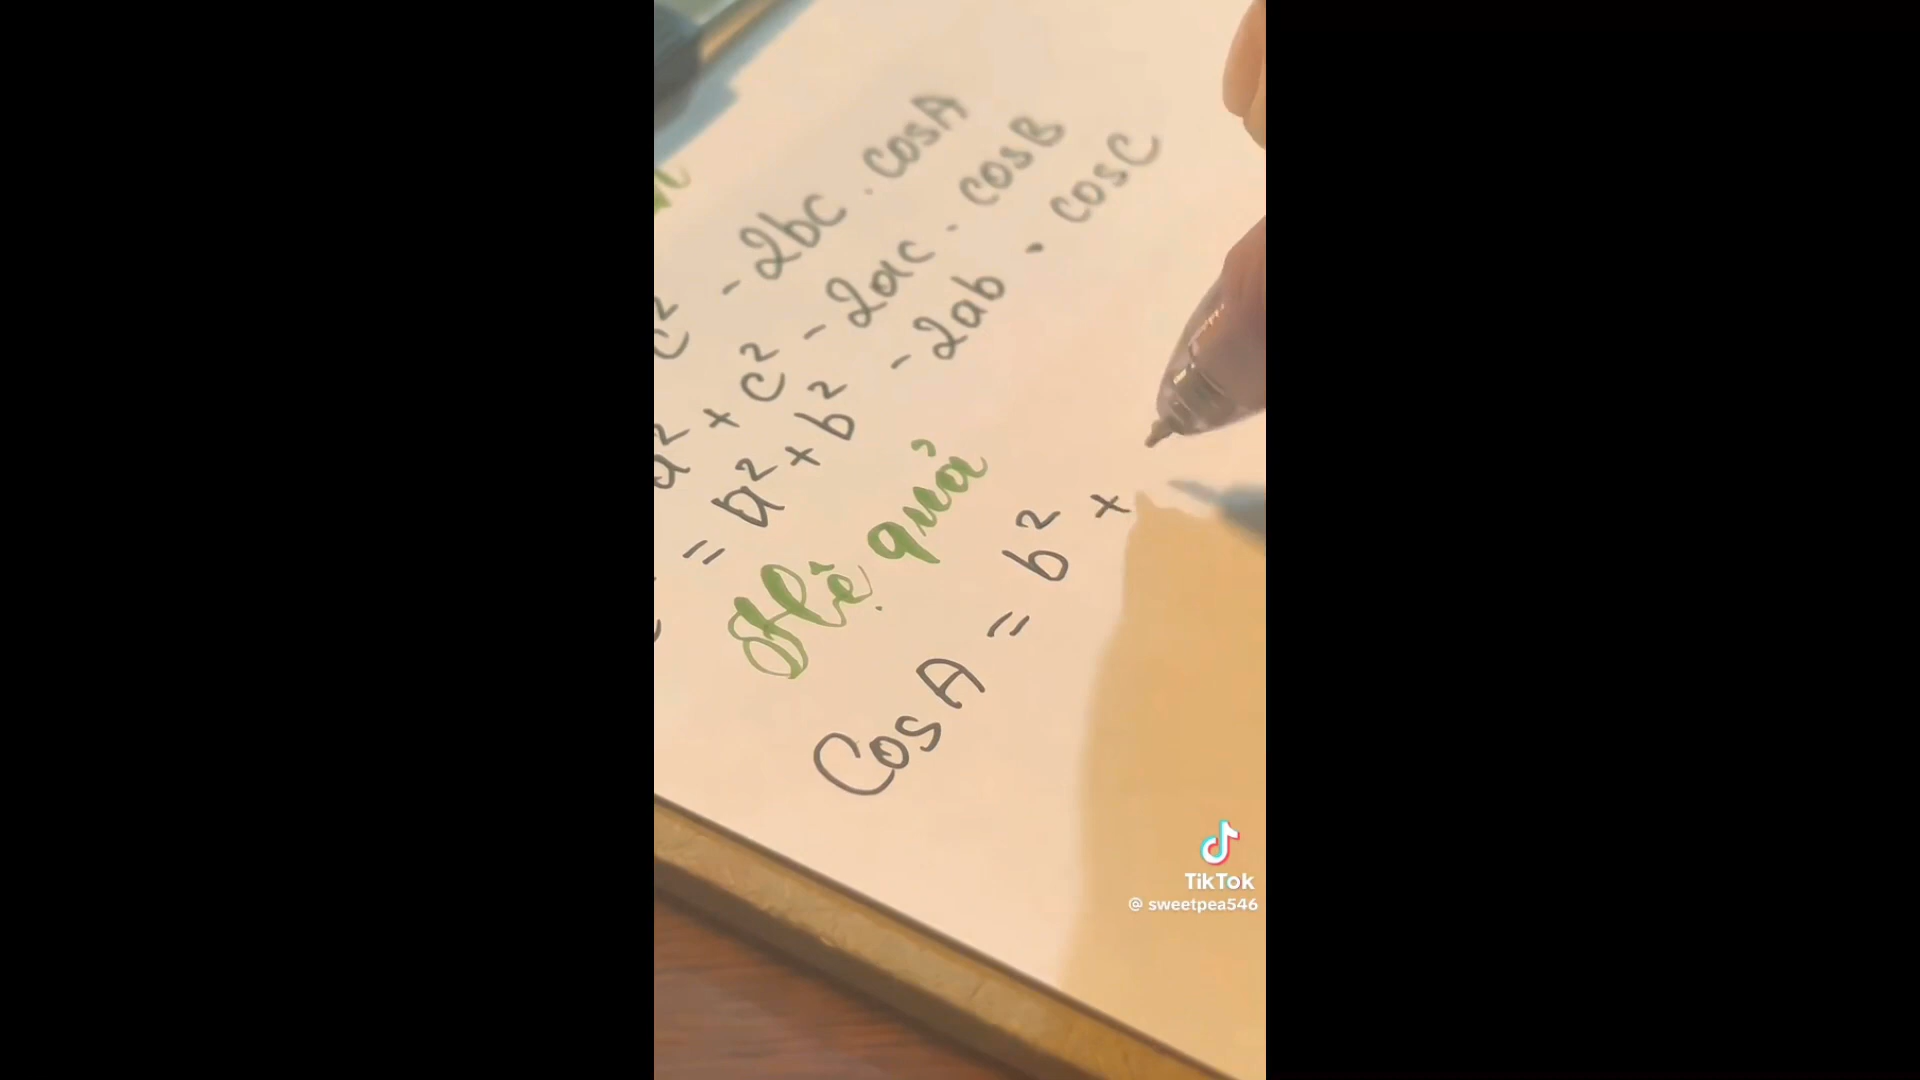 c² - 2bc . cosA
a² + c² - 2ac . cosB
= a² + b² - 2ab . cosC
Hệ quả
CosA = b² +
TikTok
@ sweetpea546